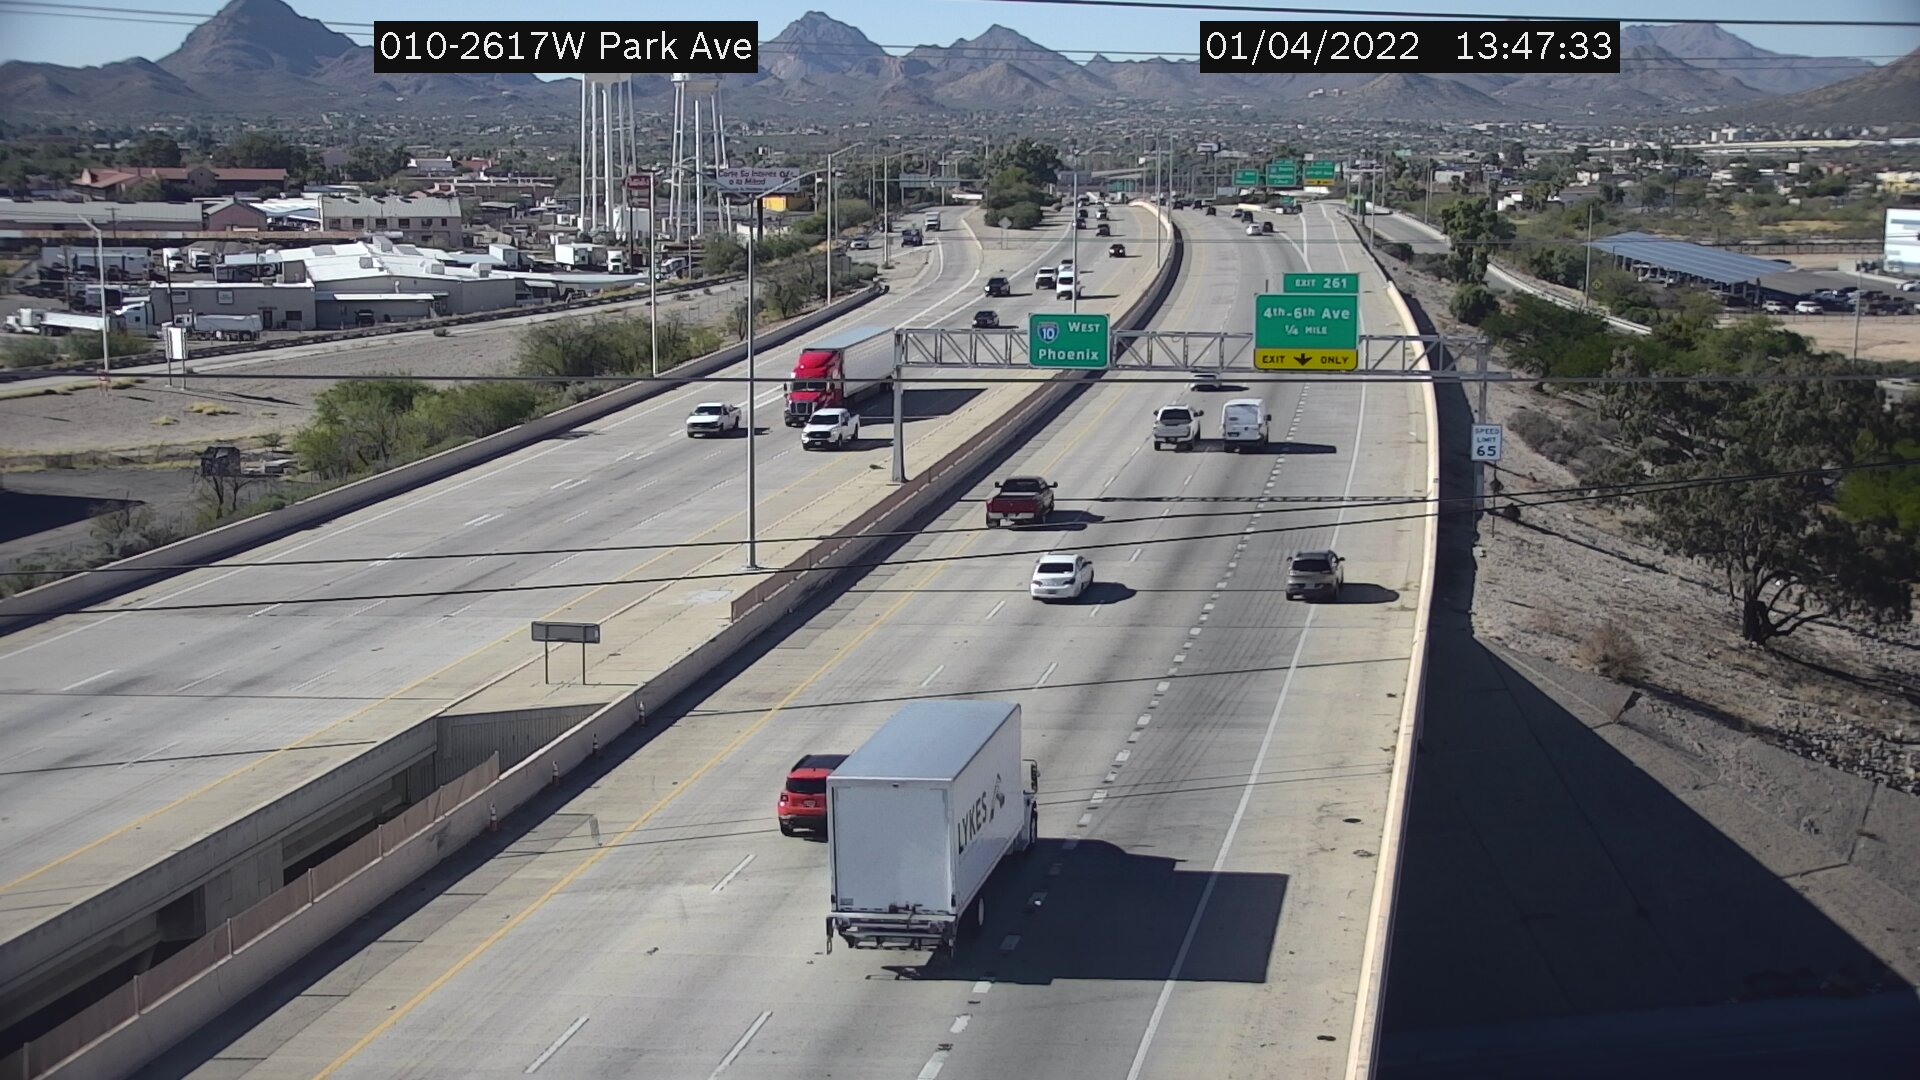 010-2617W Park Ave
01/04/2022 13:47:33
EXIT 261
4th-6th Ave
1/4 MILE
EXIT ONLY
10 WEST
Phoenix
SPEED
LIMIT
65
LYKES